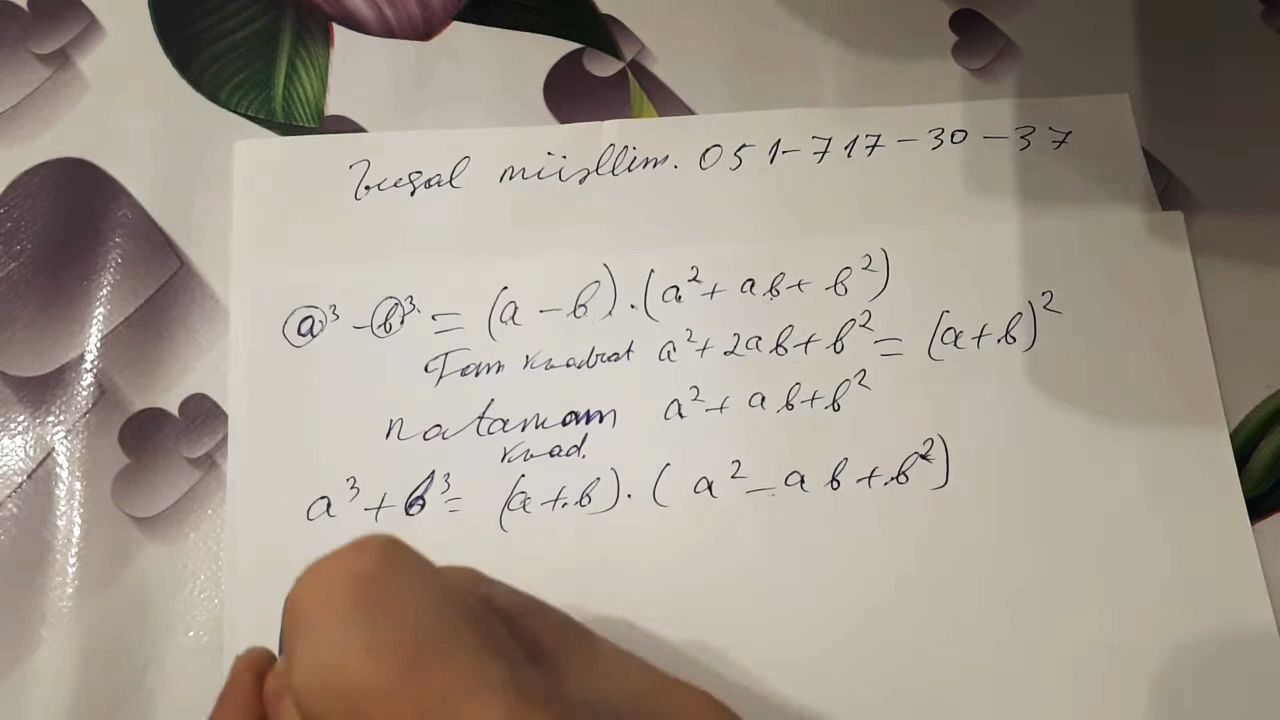 müəllim. 051-717-30-37
a³ - b³ = (a - b) · (a² + ab + b²)
Tam kvadrat a² + 2ab + b² = (a + b)²
natamam a² + ab + b²
kvad.
a³ + b³ = (a + b) · (a² - ab + b²)